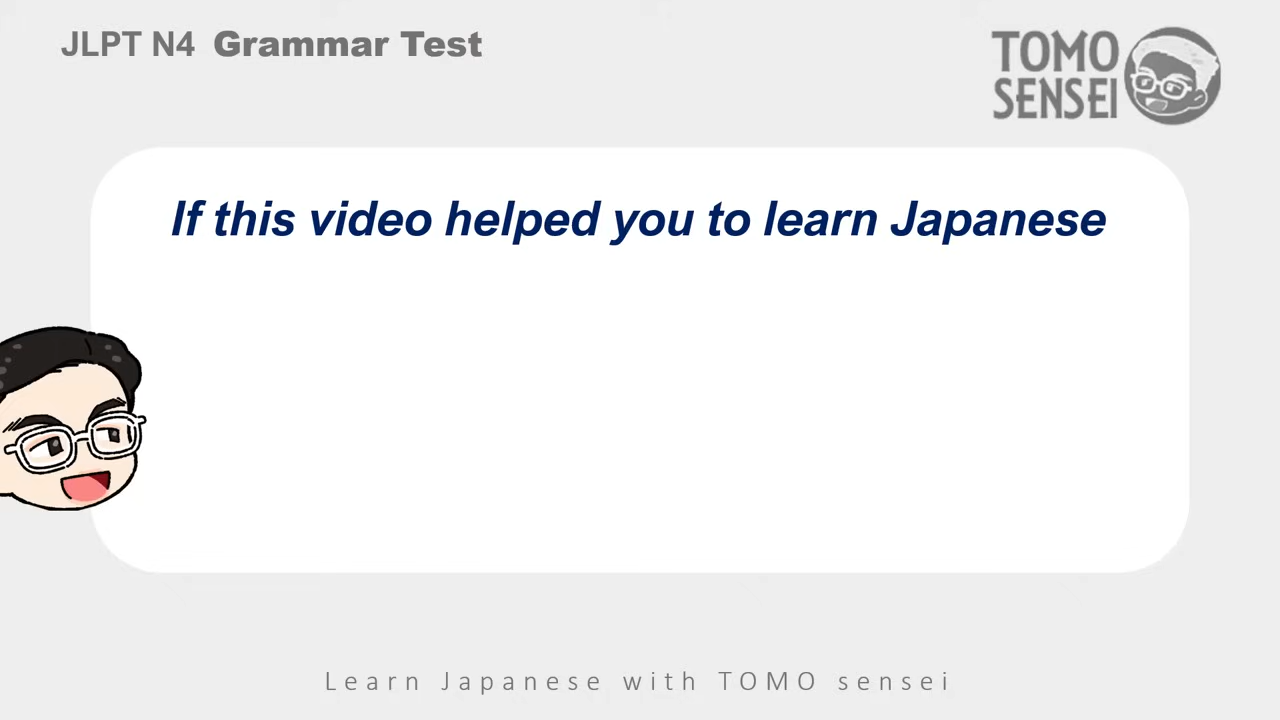 JLPT N4 Grammar Test
TOMO
SENSEI
If this video helped you to learn Japanese
Learn Japanese with TOMO sensei